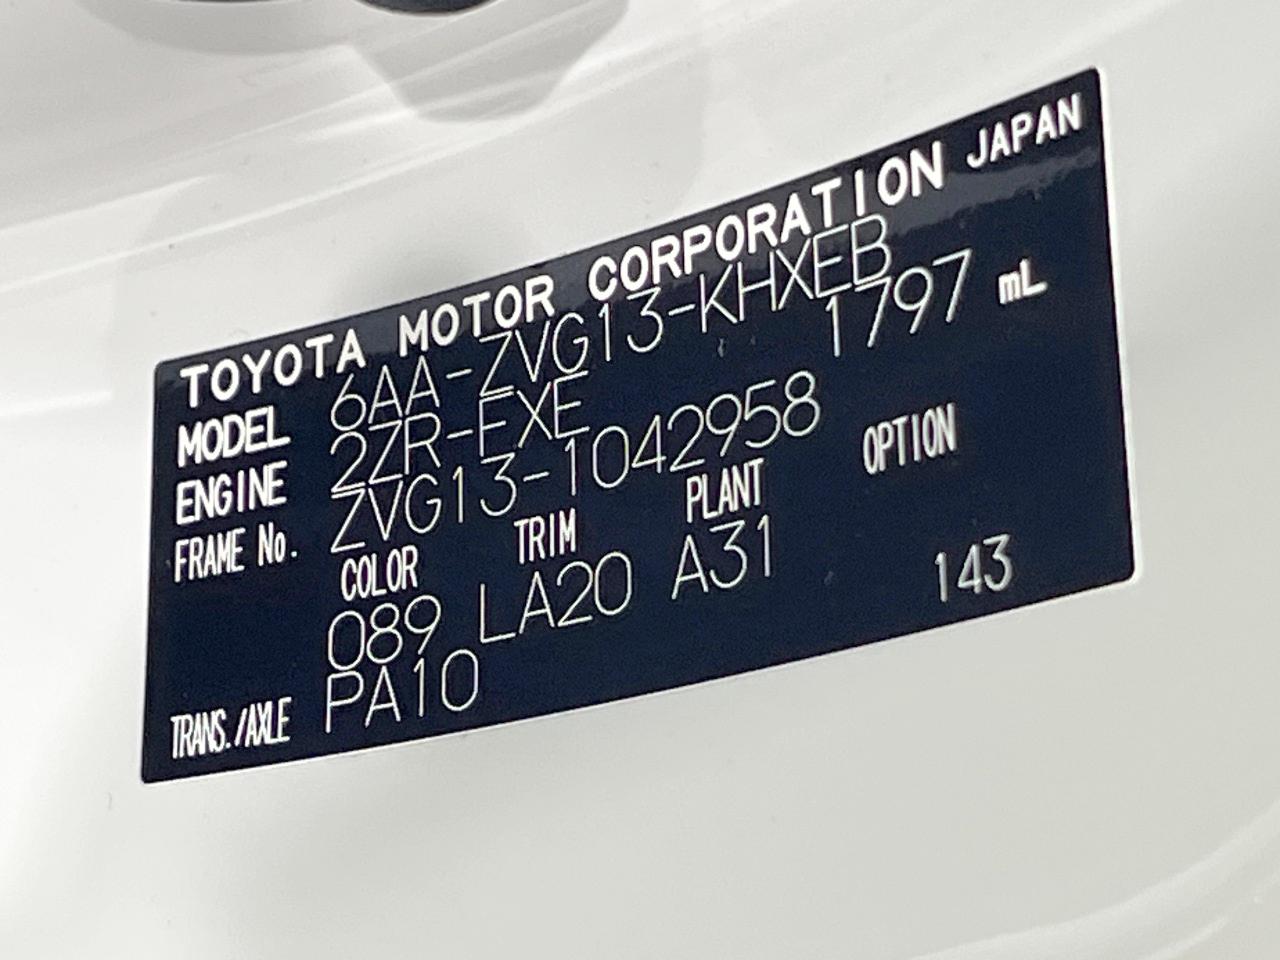 TOYOTA MOTOR CORPORATION JAPAN
MODEL 6AA-ZVG13-KHXEB
ENGINE 2ZR-FXE 1797 mL
FRAME No. ZVG13-1042958
COLOR TRIM PLANT OPTION
089 LA20 A31 143
TRANS./AXLE PA10